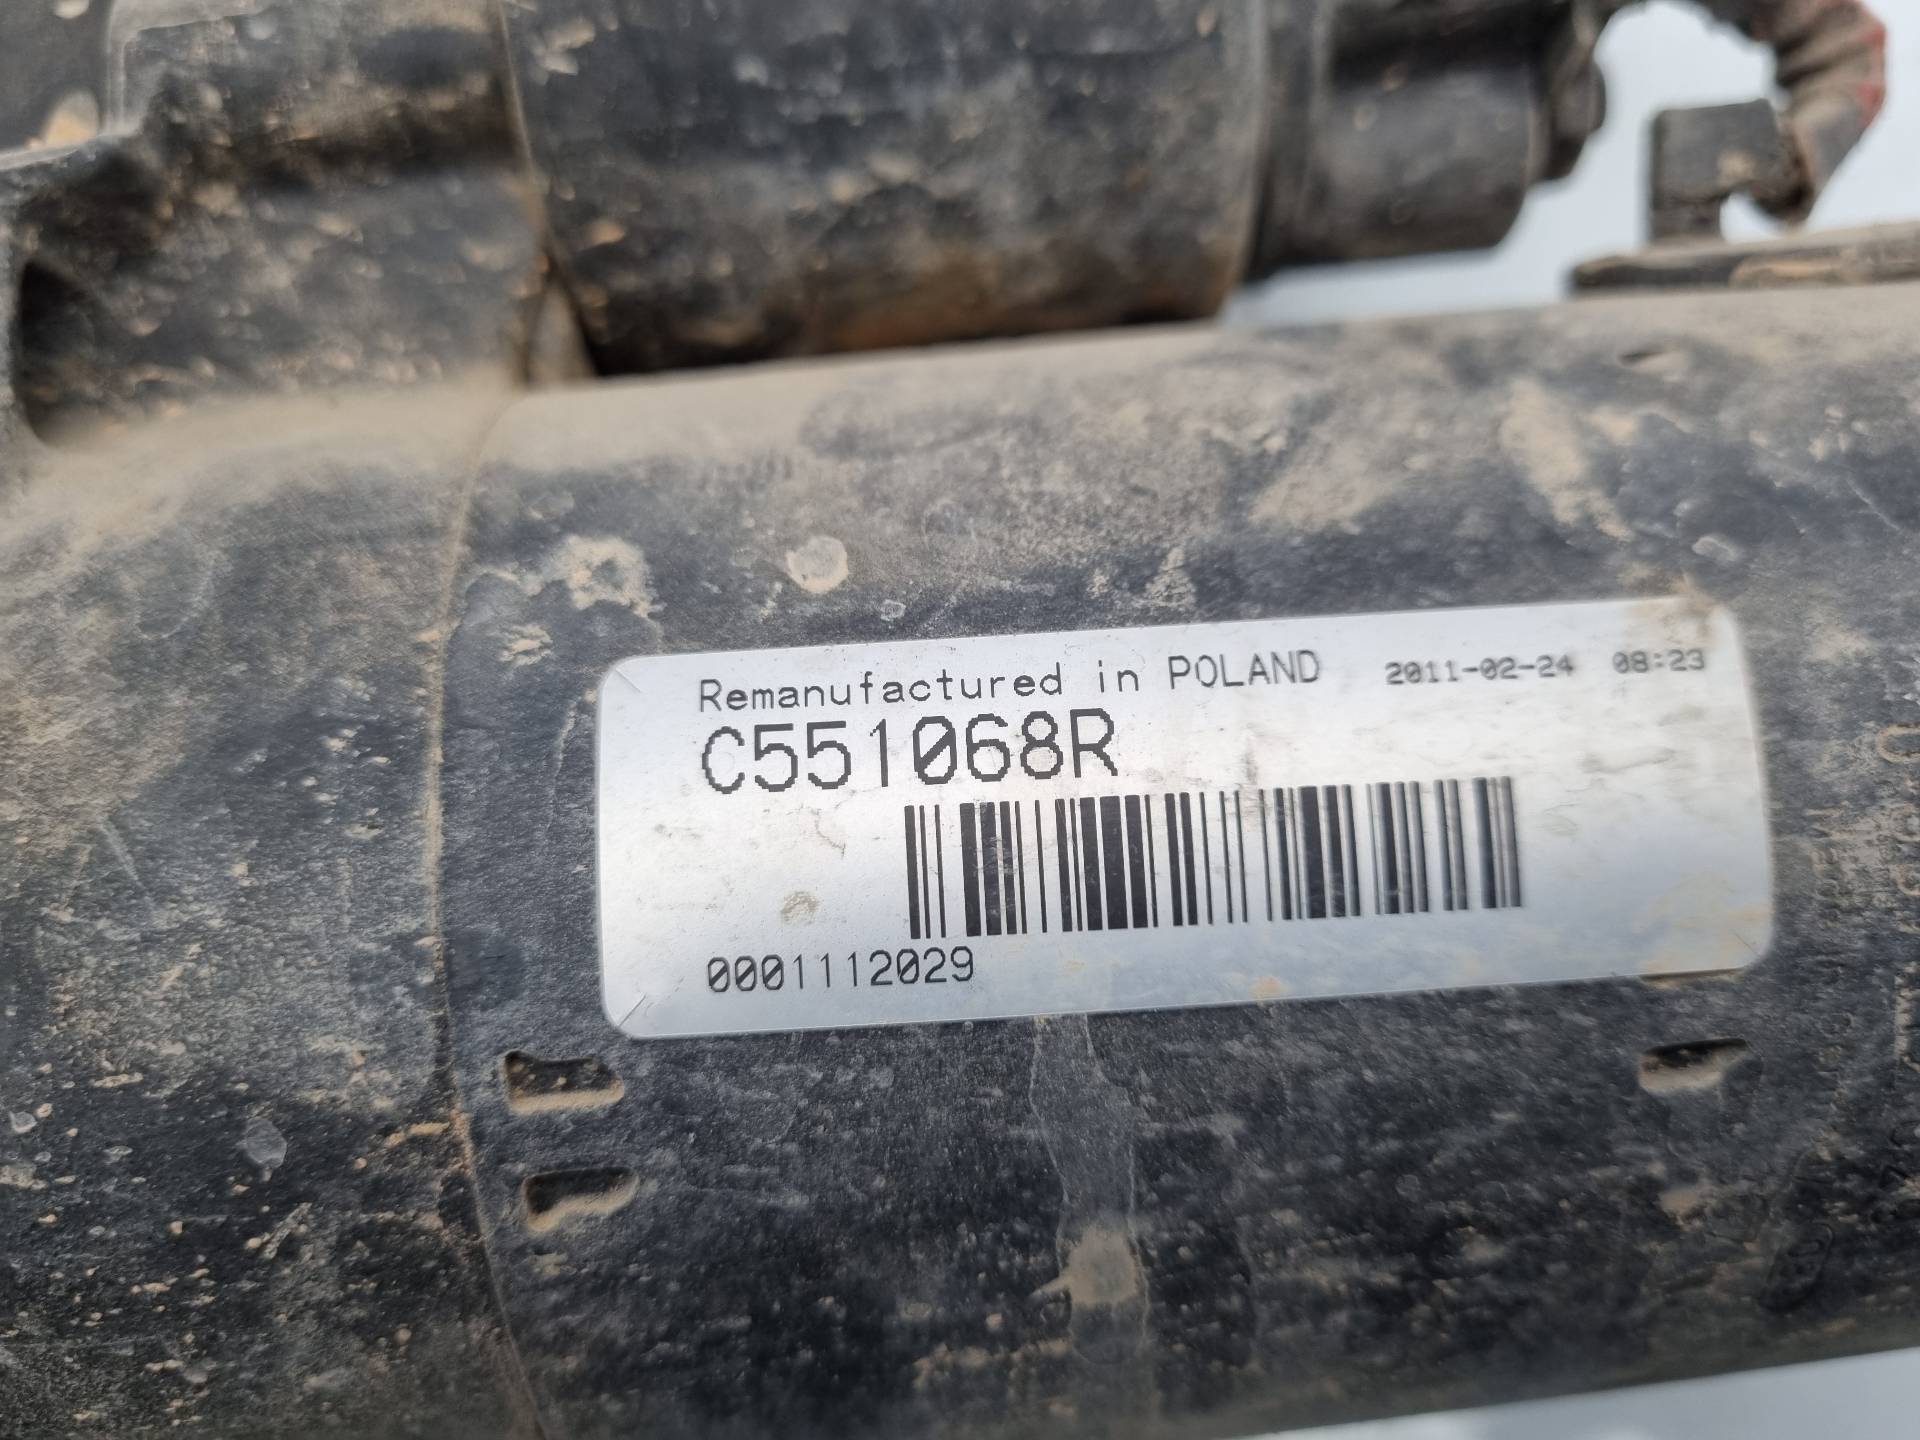 Remanufactured in POLAND 2011-02-24 08:23
C551068R
0001112029